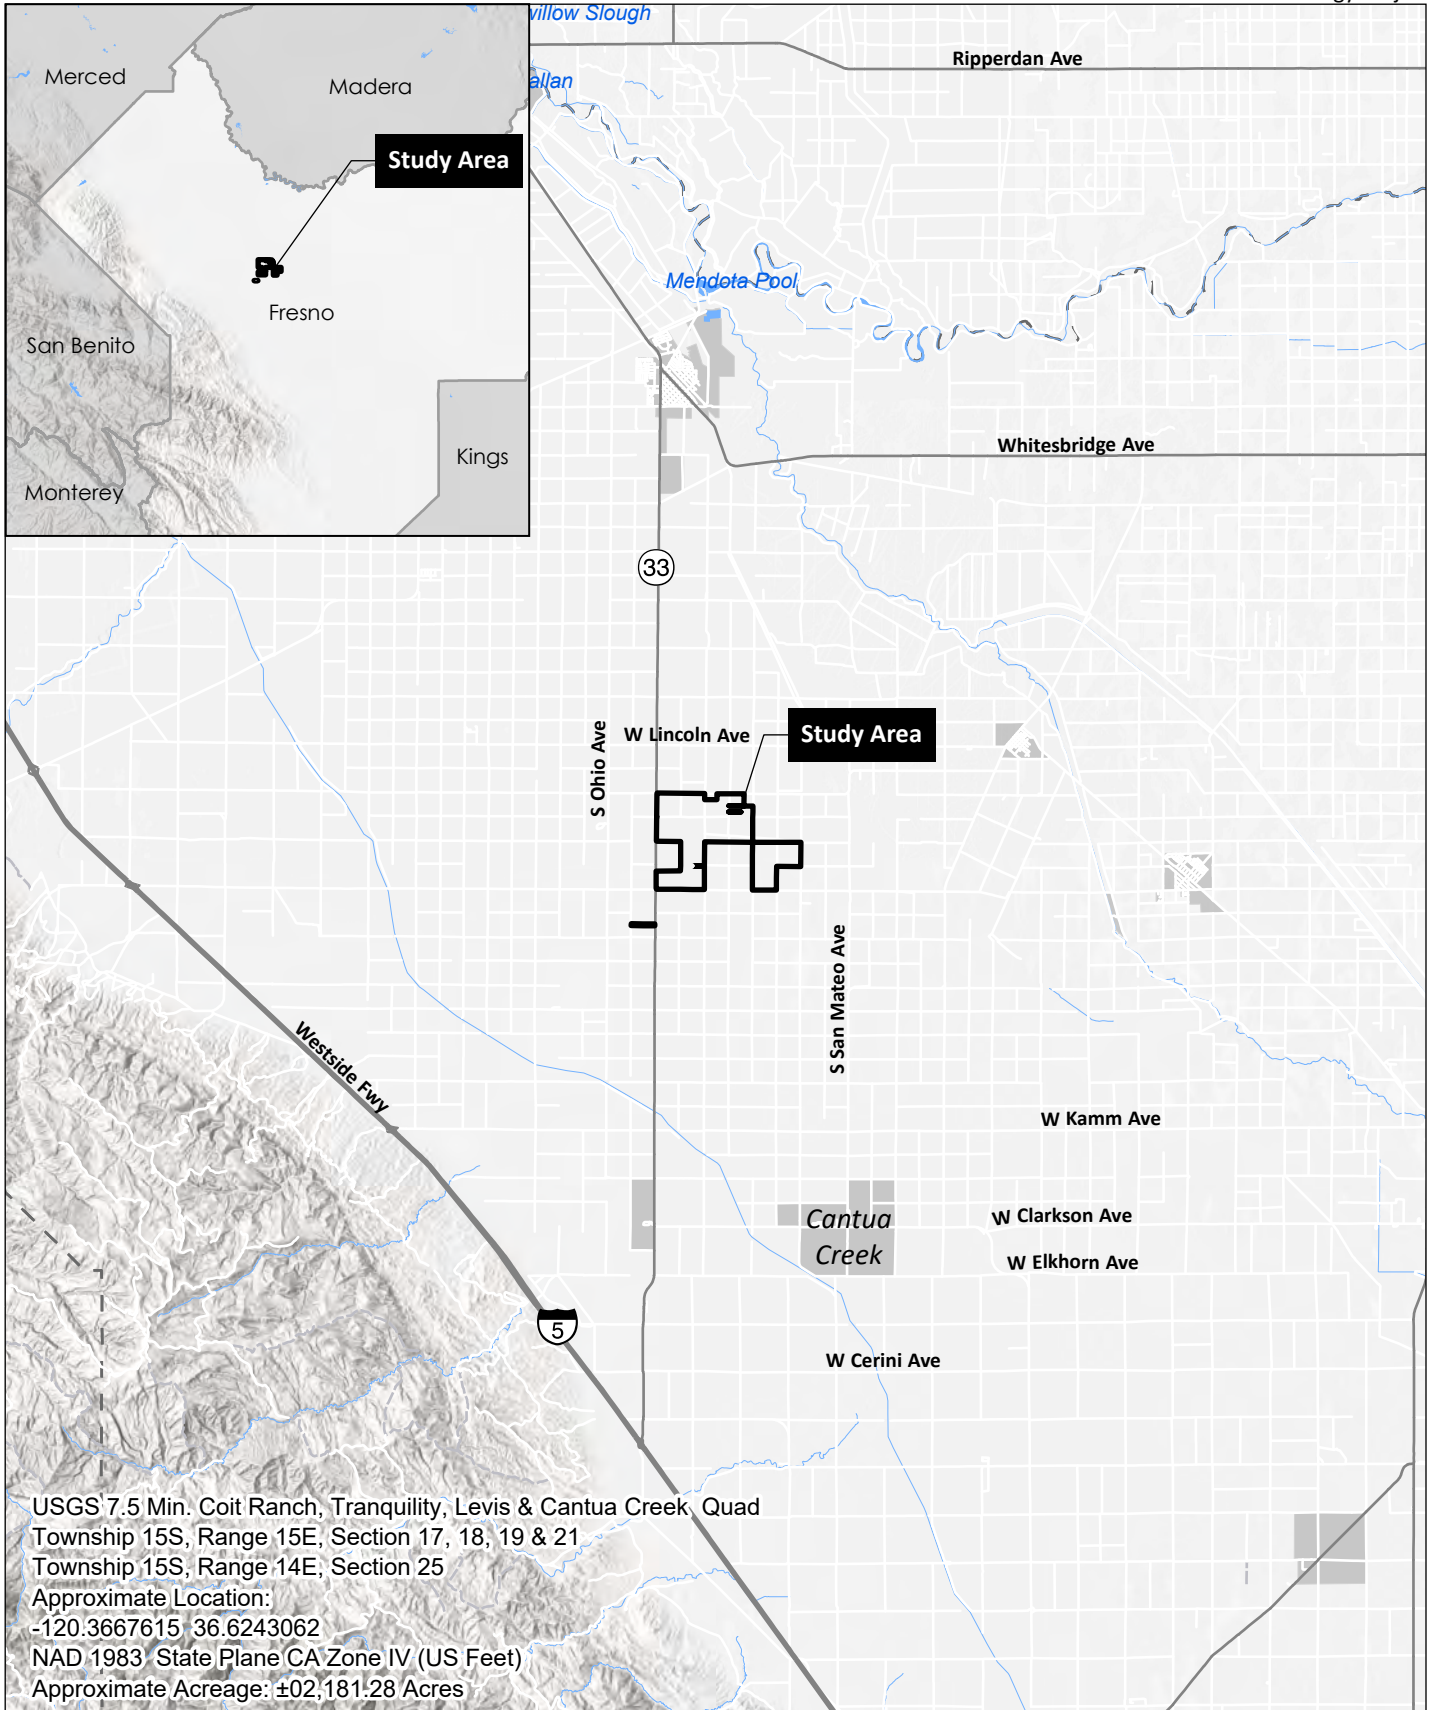 willow Slough
allan
Ripperdan Ave
Merced
Madera
Study Area
Fresno
San Benito
Monterey
Kings
Mendota Pool
Whitesbridge Ave
33
S Ohio Ave
W Lincoln Ave
Study Area
S San Mateo Ave
Westside Fwy
W Kamm Ave
Cantua
Creek
W Clarkson Ave
W Elkhorn Ave
5
W Cerini Ave
USGS 7.5 Min. Coit Ranch, Tranquility, Levis & Cantua Creek Quad
Township 15S, Range 15E, Section 17, 18, 19 & 21
Township 15S, Range 14E, Section 25
Approximate Location:
-120.3667615 36.6243062
NAD 1983 State Plane CA Zone IV (US Feet)
Approximate Acreage: ±02,181.28 Acres